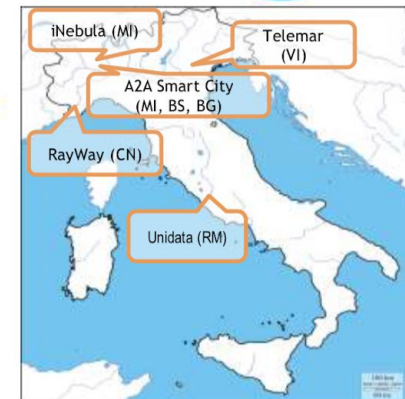 iNebula (MI)
Telemar
(VI)
A2A Smart City
(MI, BS, BG)
RayWay (CN)
Unidata (RM)